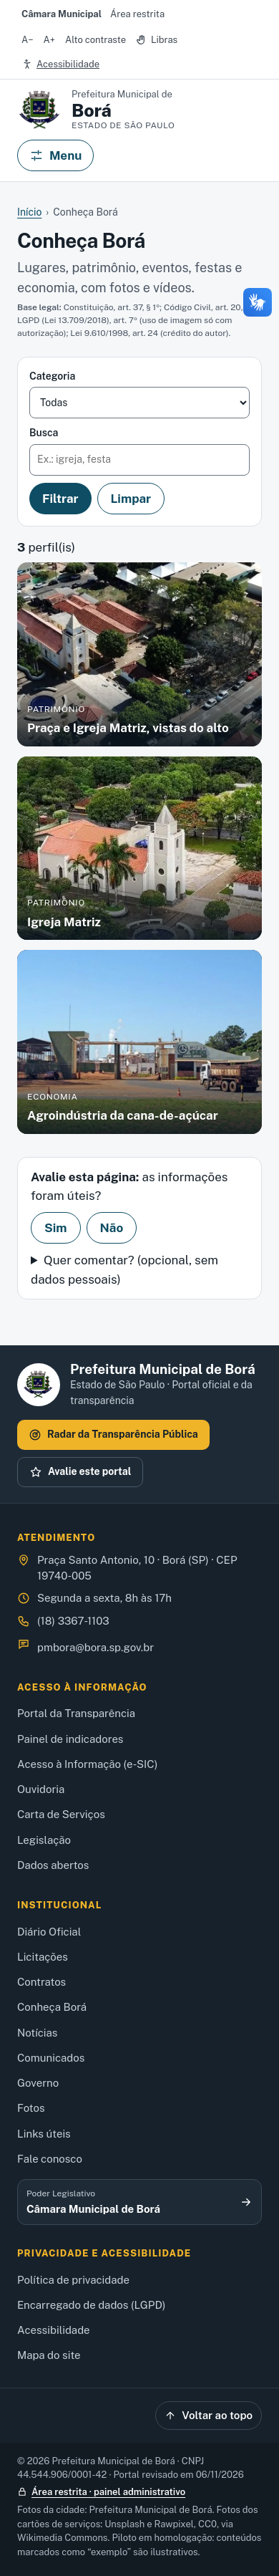 Câmara Municipal Área restrita
A− A+ Alto contraste Libras
Acessibilidade
Prefeitura Municipal de
Borá
ESTADO DE SÃO PAULO
Menu
Início › Conheça Borá
Conheça Borá
Lugares, patrimônio, eventos, festas e
economia, com fotos e vídeos.
Base legal: Constituição, art. 37, § 1º; Código Civil, art. 20,
LGPD (Lei 13.709/2018), art. 7º (uso de imagem só com
autorização); Lei 9.610/1998, art. 24 (crédito do autor).
Categoria
Todas
Busca
Ex.: igreja, festa
Filtrar Limpar
3 perfil(is)
PATRIMÔNIO
Praça e Igreja Matriz, vistas do alto
PATRIMÔNIO
Igreja Matriz
ECONOMIA
Agroindústria da cana-de-açúcar
Avalie esta página: as informações
foram úteis?
Sim Não
Quer comentar? (opcional, sem
dados pessoais)
Prefeitura Municipal de Borá
Estado de São Paulo · Portal oficial e da
transparência
Radar da Transparência Pública
Avalie este portal
ATENDIMENTO
Praça Santo Antonio, 10 · Borá (SP) · CEP
19740-005
Segunda a sexta, 8h às 17h
(18) 3367-1103
pmbora@bora.sp.gov.br
ACESSO À INFORMAÇÃO
Portal da Transparência
Painel de indicadores
Acesso à Informação (e-SIC)
Ouvidoria
Carta de Serviços
Legislação
Dados abertos
INSTITUCIONAL
Diário Oficial
Licitações
Contratos
Conheça Borá
Notícias
Comunicados
Governo
Fotos
Links úteis
Fale conosco
Poder Legislativo
Câmara Municipal de Borá
PRIVACIDADE E ACESSIBILIDADE
Política de privacidade
Encarregado de dados (LGPD)
Acessibilidade
Mapa do site
Voltar ao topo
© 2026 Prefeitura Municipal de Borá · CNPJ
44.544.906/0001-42 · Portal revisado em 06/11/2026
Área restrita · painel administrativo
Fotos da cidade: Prefeitura Municipal de Borá. Fotos dos
cartões de serviços: Unsplash e Rawpixel, CC0, via
Wikimedia Commons. Piloto em homologação: conteúdos
marcados como “exemplo” são ilustrativos.